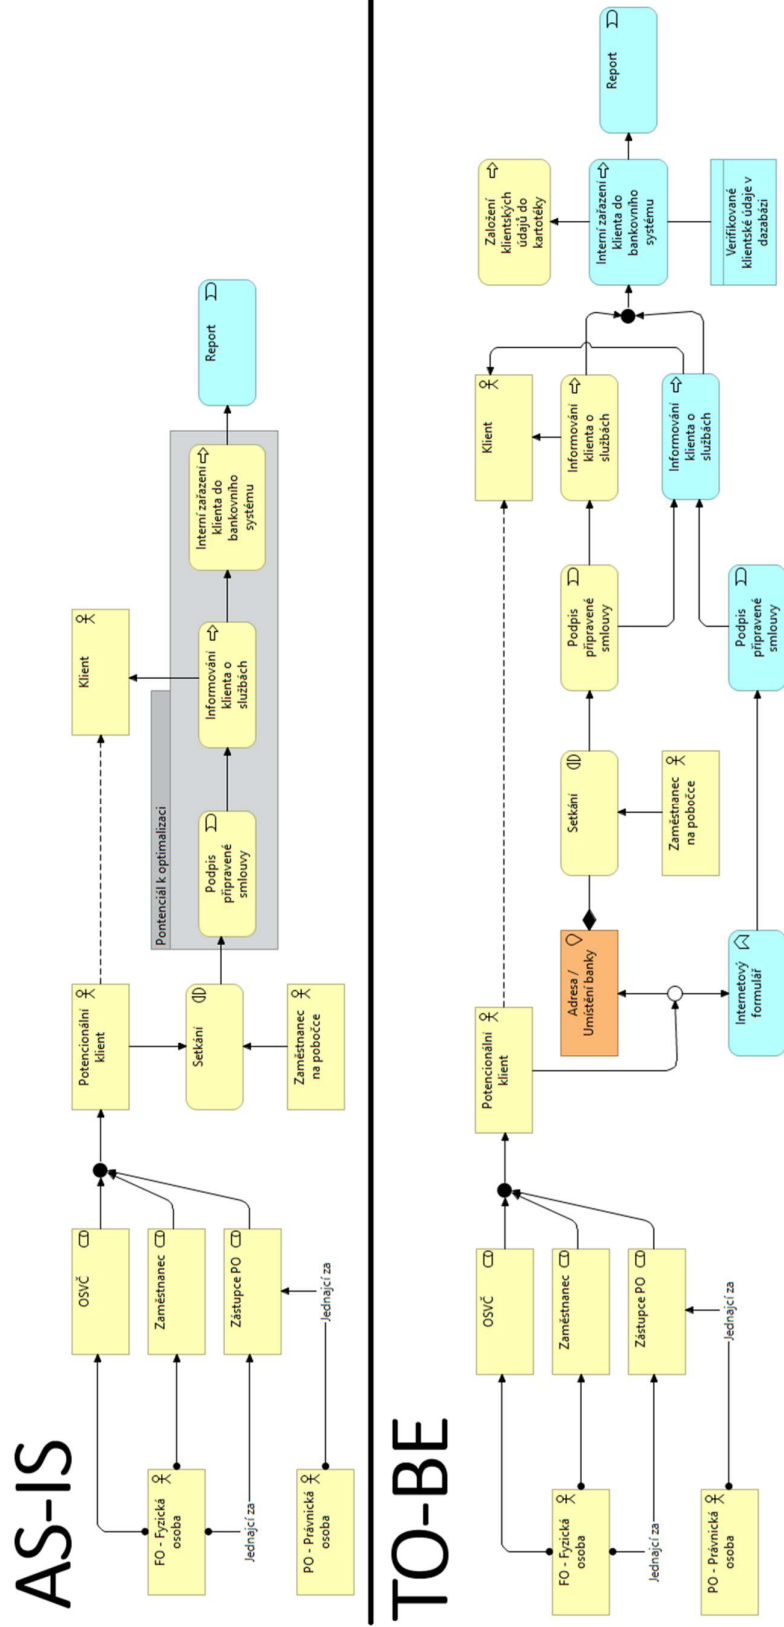 AS-IS
FO - Fyzická
osoba
Jednající za
PO - Právnická
osoba
Jednající za
OSVČ
Zaměstnanec
Zástupce PO
Potencionální
klient
Setkání
Zaměstnanec
na pobočce
Pontenciál k optimalizaci
Podpis
připravené
smlouvy
Klient
Informování
klienta o
službách
Interní zařazení
klienta do
bankovního
systému
Report
TO-BE
FO - Fyzická
osoba
Jednající za
PO - Právnická
osoba
Jednající za
OSVČ
Zaměstnanec
Zástupce PO
Potencionální
klient
Adresa /
Umístění banky
Internetový
formulář
Setkání
Zaměstnanec
na pobočce
Podpis
připravené
smlouvy
Podpis
připravené
smlouvy
Klient
Informování
klienta o
službách
Informování
klienta o
službách
Založení
klientských
údajů do
kartotéky
Interní zařazení
klienta do
bankovního
systému
Verifikované
klientské údaje v
dazabázi
Report